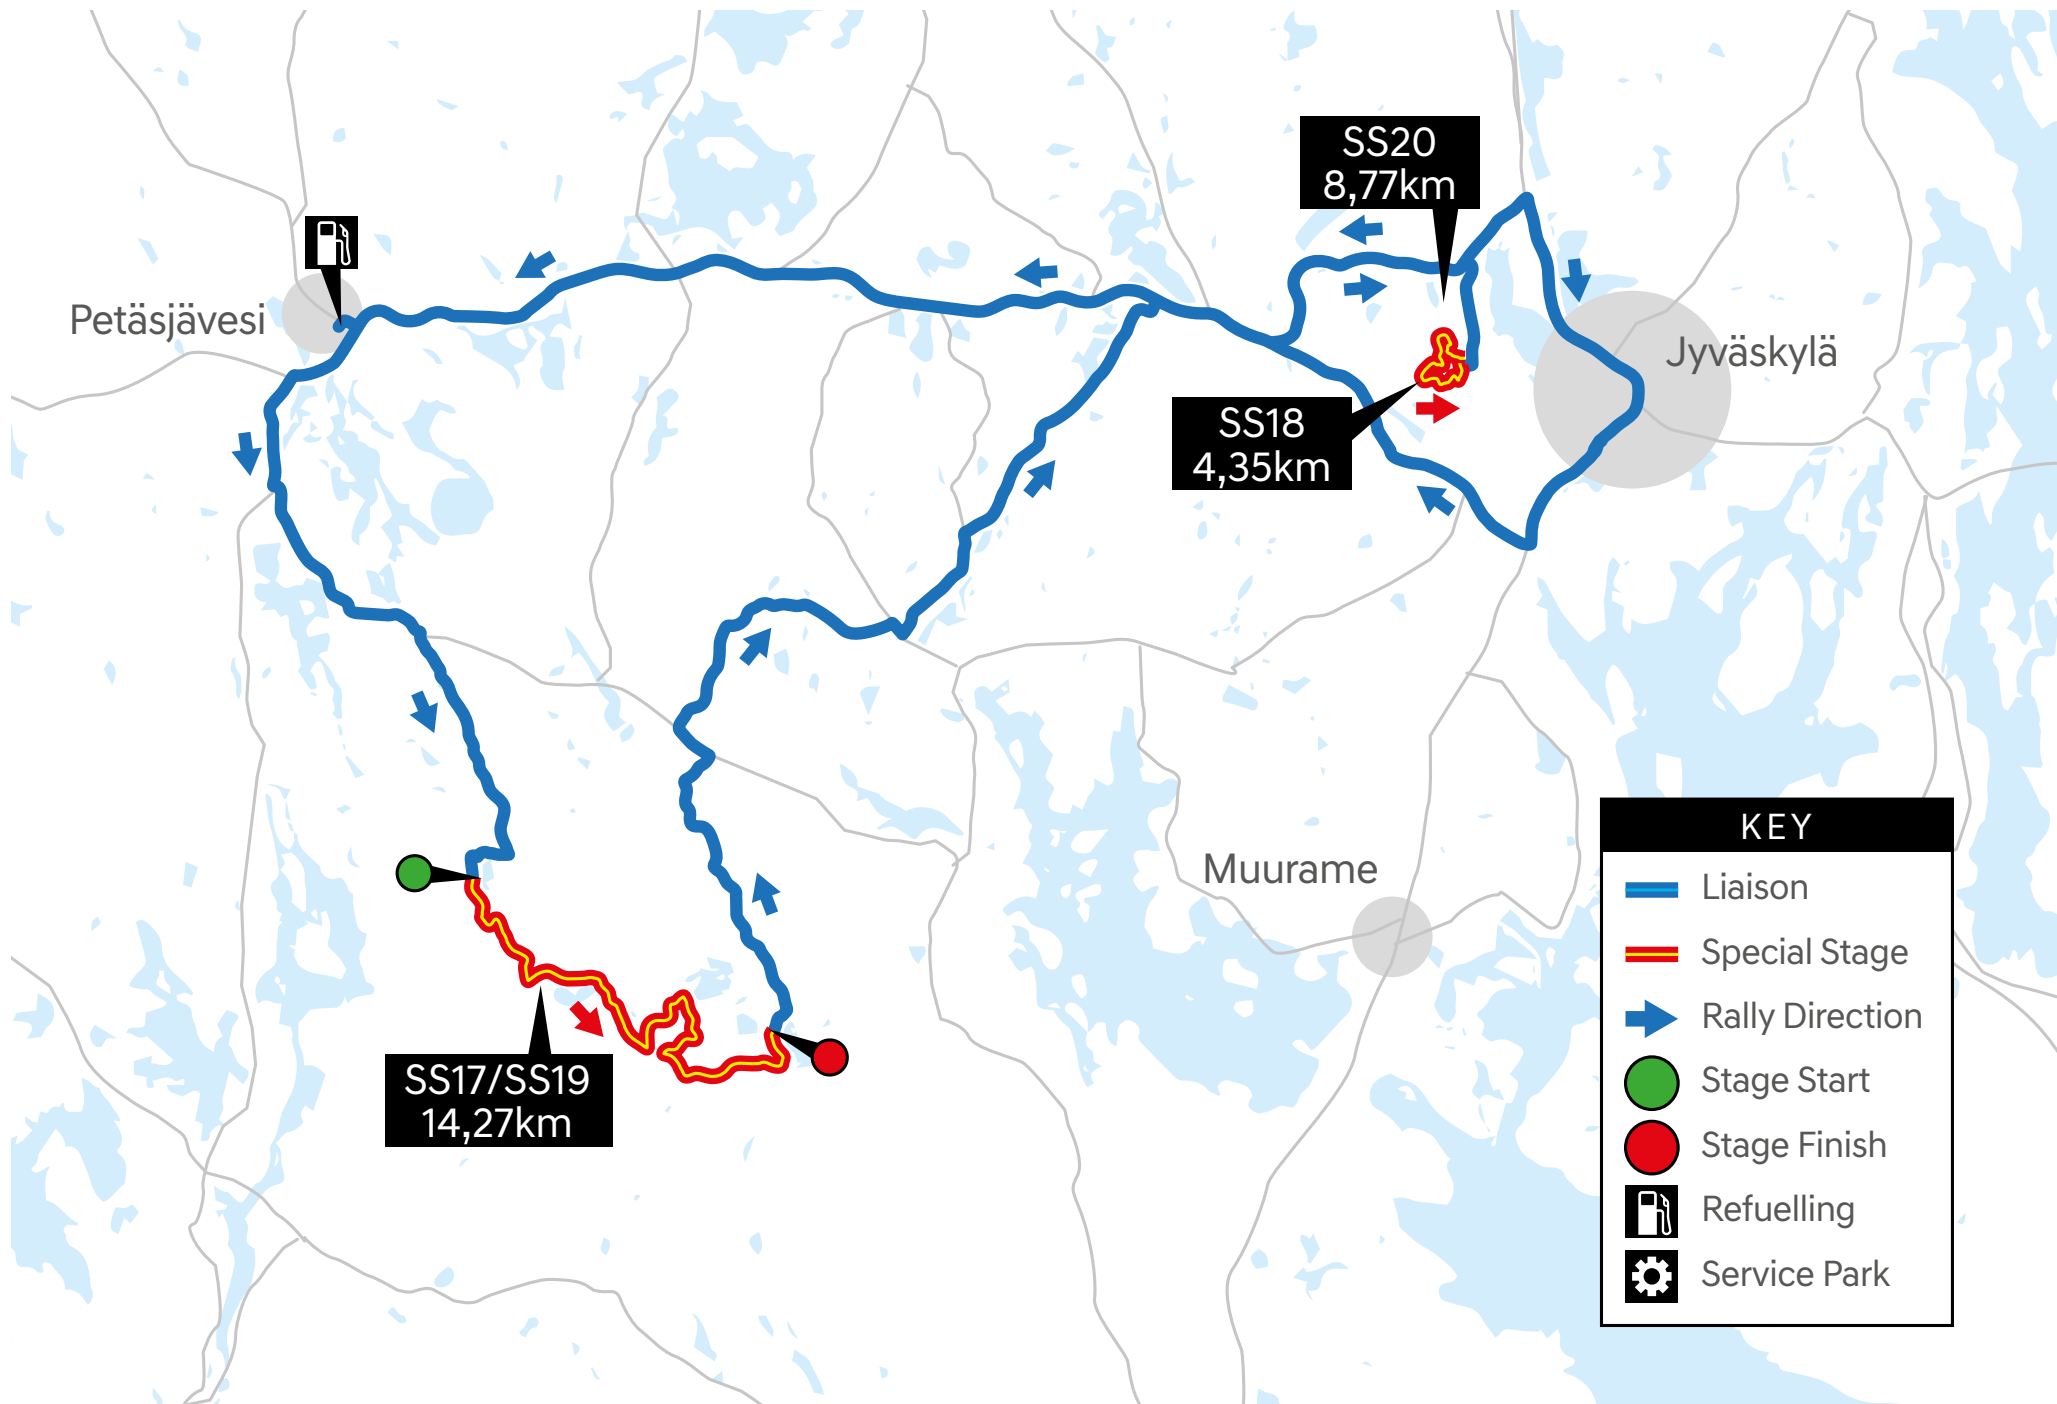 SS20
8,77km
Petäsjävesi
Jyväskylä
SS18
4,35km
Muurame
SS17/SS19
14,27km
KEY
Liaison
Special Stage
Rally Direction
Stage Start
Stage Finish
Refuelling
Service Park